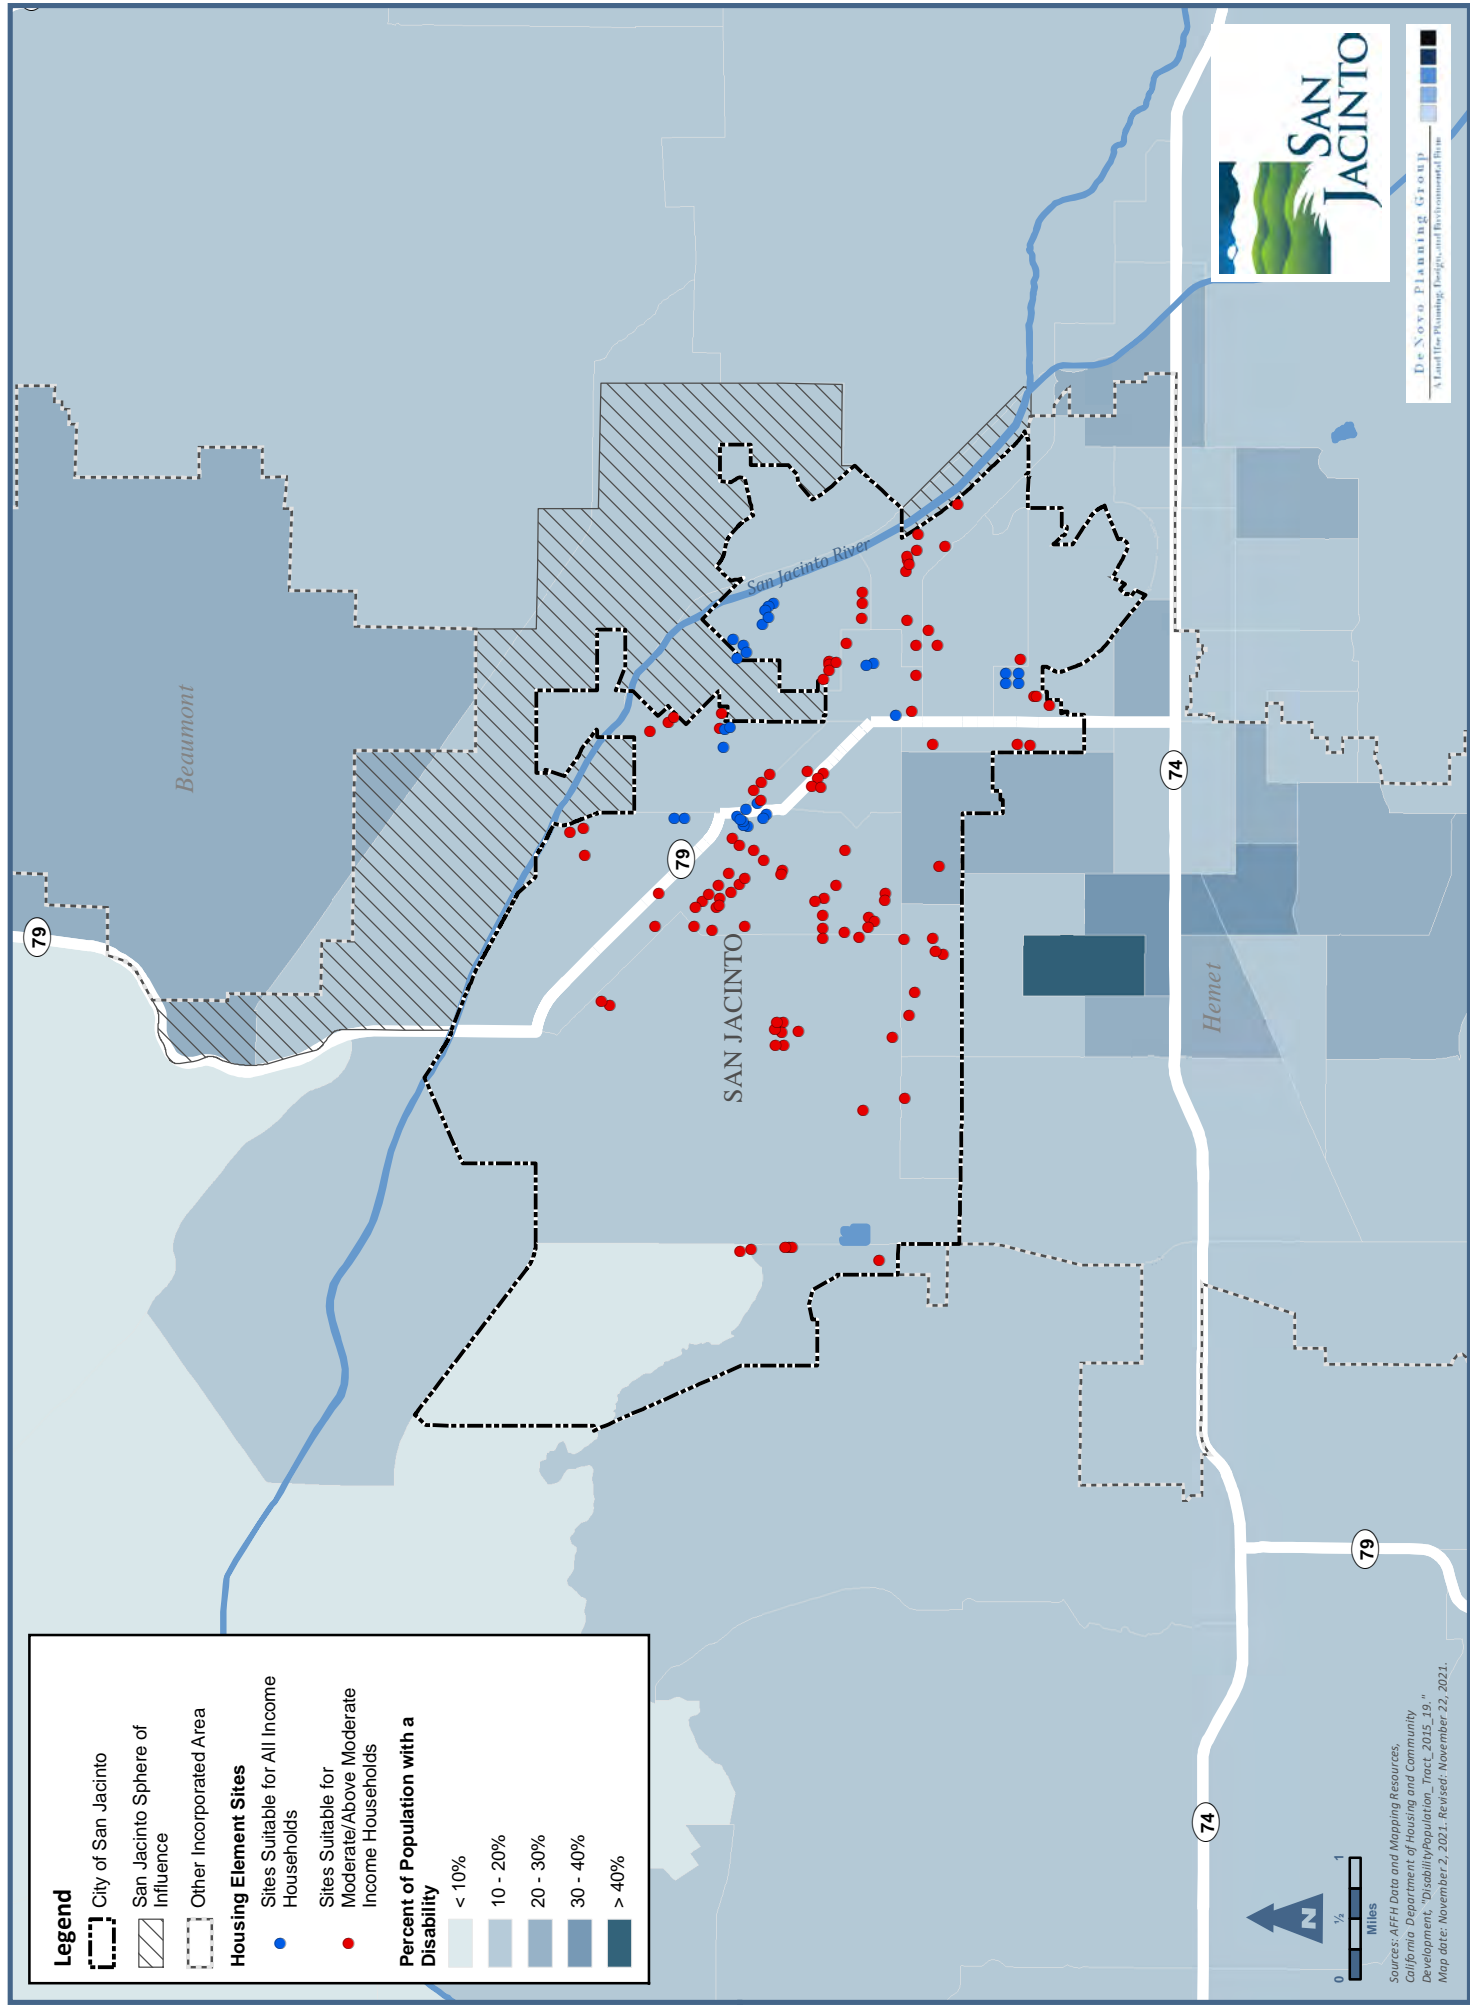 Legend
City of San Jacinto
San Jacinto Sphere of
Influence
Other Incorporated Area
Housing Element Sites
Sites Suitable for All Income
Households
Sites Suitable for
Moderate/Above Moderate
Income Households
Percent of Population with a
Disability
< 10%
10 - 20%
20 - 30%
30 - 40%
> 40%
79
Beaumont
79
San Jacinto River
SAN JACINTO
74
Hemet
79
74
N
0
½
1
Miles
Sources: AFFH Data and Mapping Resources,
California Department of Housing and Community
Development, "DisabilityPopulation_Tract_2015_19."
Map date: November 2, 2021. Revised: November 22, 2021.
SAN
JACINTO
De Novo Planning Group
A Land Use Planning, Design, and Environmental Firm